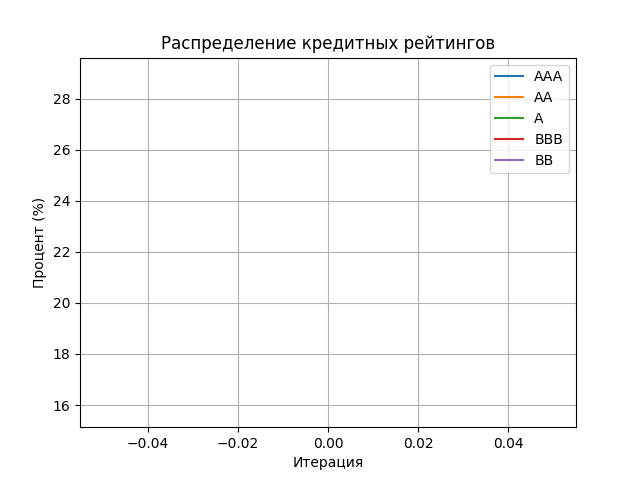 Распределение кредитных рейтингов
AAA
AA
A
BBB
BB
28
26
24
22
20
18
16
Процент (%)
−0.04
−0.02
0.00
0.02
0.04
Итерация